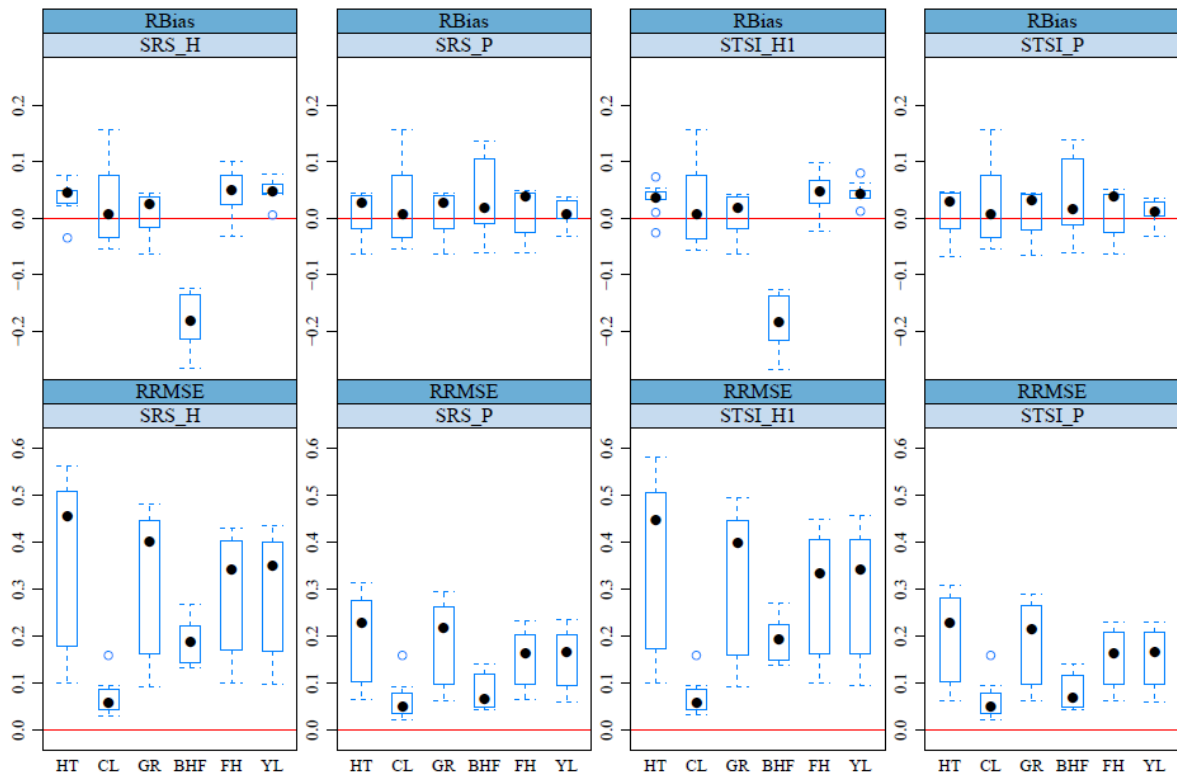 RBias RBias RBias RBias
SRS_H SRS_P STSI_H1 STSI_P
0.2 0.2 0.2 0.2
0.1 0.1 0.1 0.1
0.0 0.0 0.0 0.0
−0.1 −0.1 −0.1 −0.1
−0.2 −0.2 −0.2 −0.2
RRMSE RRMSE RRMSE RRMSE
SRS_H SRS_P STSI_H1 STSI_P
0.6 0.6 0.6 0.6
0.5 0.5 0.5 0.5
0.4 0.4 0.4 0.4
0.3 0.3 0.3 0.3
0.2 0.2 0.2 0.2
0.1 0.1 0.1 0.1
0.0 0.0 0.0 0.0
HT CL GR BHF FH YL HT CL GR BHF FH YL HT CL GR BHF FH YL HT CL GR BHF FH YL